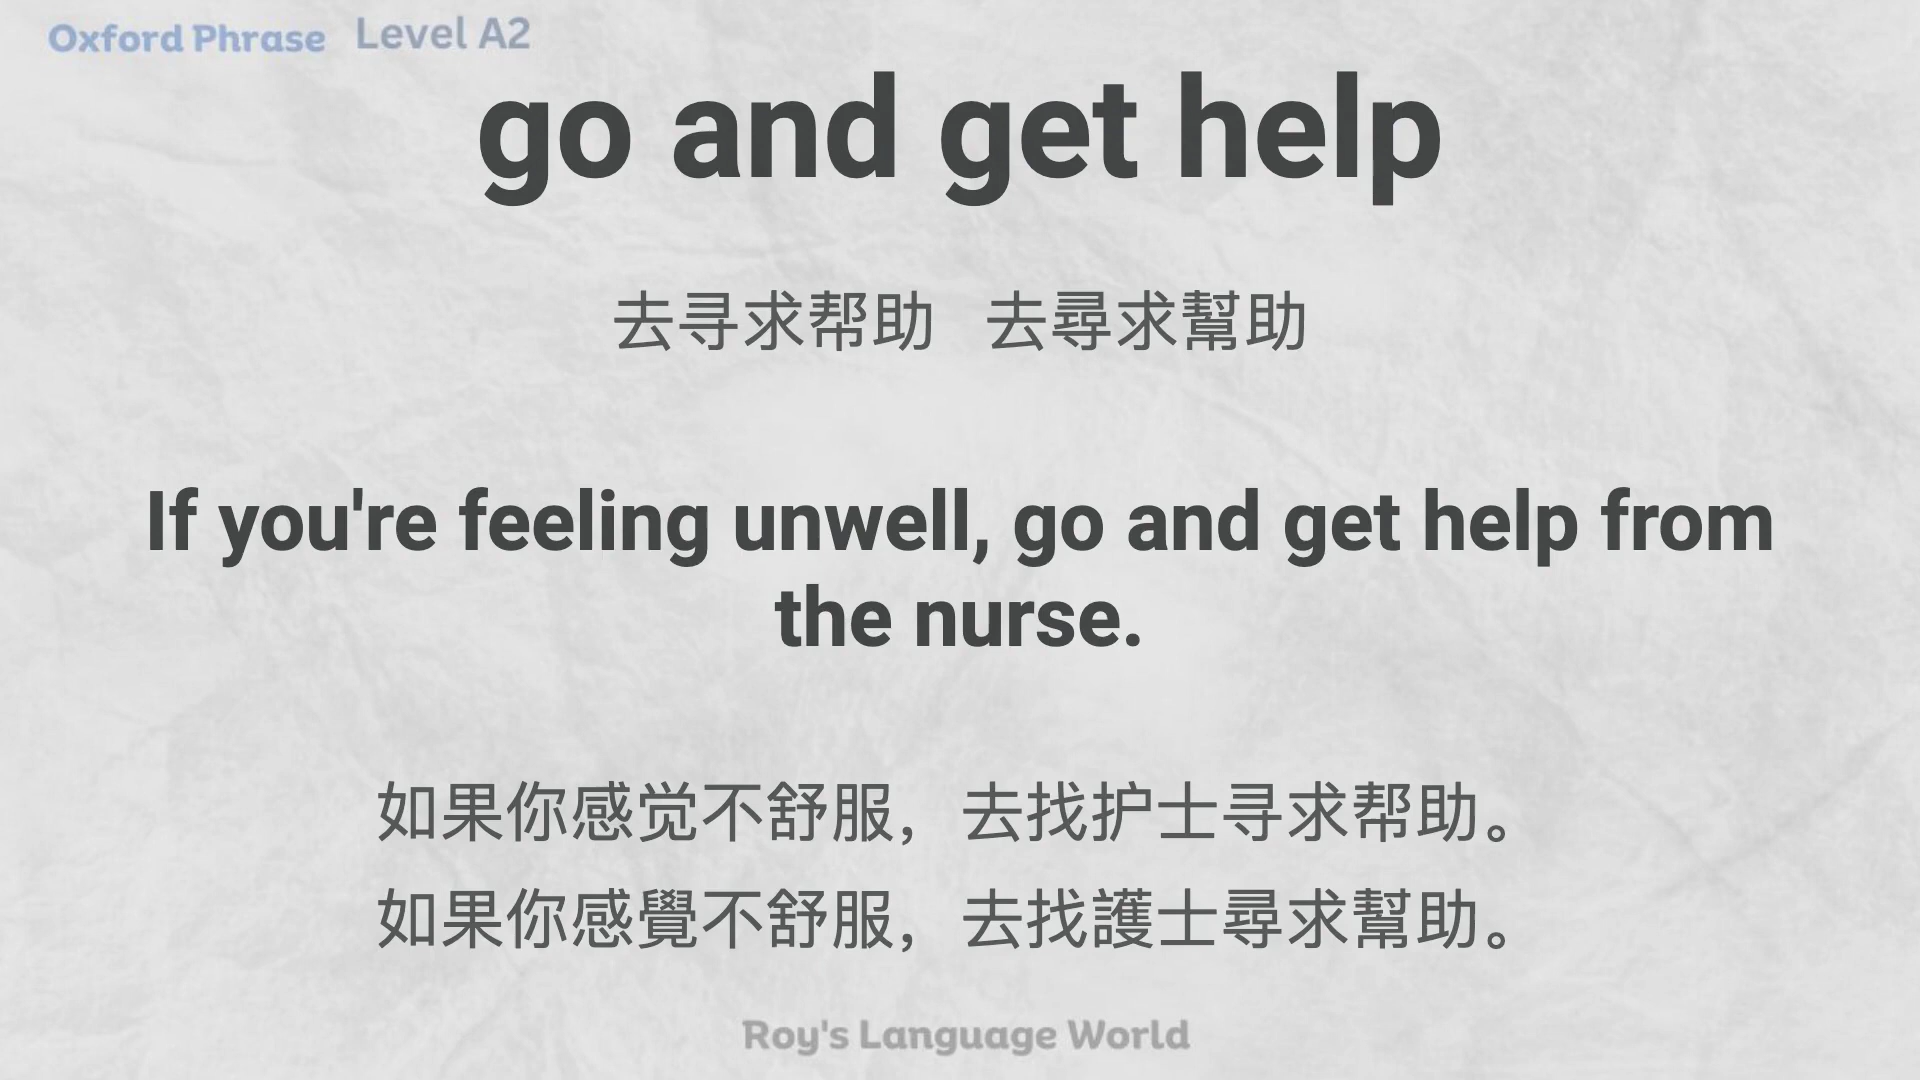 Oxford Phrase Level A2
go and get help
去寻求帮助 去尋求幫助
If you're feeling unwell, go and get help from
the nurse.
如果你感觉不舒服，去找护士寻求帮助。
如果你感覺不舒服，去找護士尋求幫助。
Roy's Language World